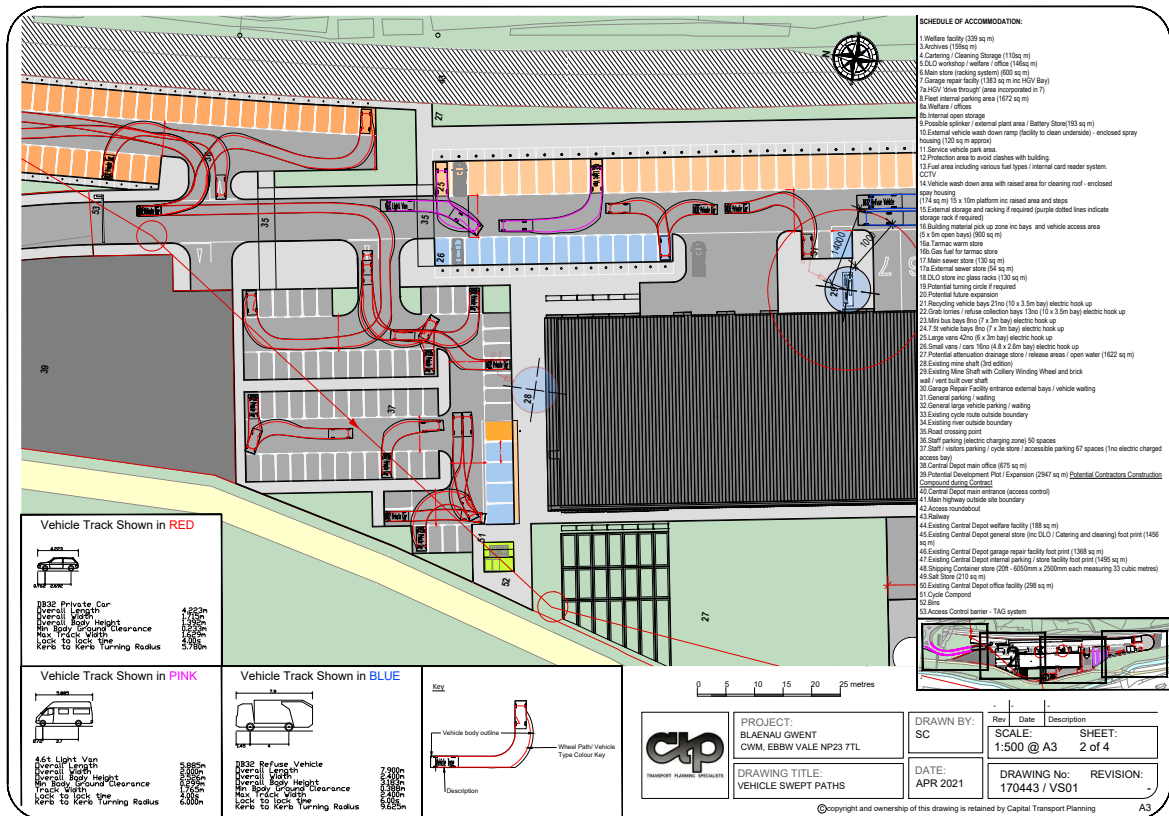 SCHEDULE OF ACCOMMODATION:
1.Welfare facility (339 sq m)
3.Archives (159sq m)
4.Cartering / Cleaning Storage (110sq m)
5.DLO workshop / welfare / office (146sq m)
6.Main store (racking system) (600 sq m)
7.Garage repair facilty (1383 sq m inc HGV Bay)
7a.HGV 'drive through' (area incorporated in 7)
8.Fleet internal parking area (1672 sq m)
8a.Welfare / offices
8b.Internal open storage
9.Possible splinker / external plant area / Battery Store(193 sq m)
10.External vehicle wash down ramp (facility to clean underside) - enclosed spray
housing (120 sq m approx)
11.Service vehicle park area.
12.Protection area to avoid clashes with building.
13.Fuel area including various fuel types / internal card reader system.
CCTV
14.Vehicle wash down area with raised area for cleaning roof - enclosed
spay housing
(174 sq m) 15 x 10m platform inc raised area and steps
15.External storage and racking if required (purple dotted lines indicate
storage rack if required)
16.Building material pick up zone inc bays and vehicle access area
(5 x 5m open bays) (900 sq m)
16a.Tarmac warm store
16b.Gas fuel for tarmac store
17.Main sewer store (130 sq m)
17a.External sewer store (54 sq m)
18.DLO store inc glass racks (130 sq m)
19.Potential turning circle if required
20.Potential future expansion
21.Recycling vehicle bays 21no (10 x 3.5m bay) electric hook up
22.Grab lorries / refuse collection bays 13no (10 x 3.5m bay) electric hook up
23.Mini bus bays 8no (7 x 3m bay) electric hook up
24.7.5t vehicle bays 8no (7 x 3m bay) electric hook up
25.Large vans 42no (6 x 3m bay) electric hook up
26.Small vans / cars 16no (4.8 x 2.6m bay) electric hook up
27.Potential attenuation drainage store / release areas / open water (1622 sq m)
28.Existing mine shaft (3rd edition)
29.Existing Mine Shaft with Colliery Winding Wheel and brick
wall / vent built over shaft
30.Garage Repair Facility entrance external bays / vehicle waiting
31.General parking / waiting
32.General large vehicle parking / waiting
33.Existing cycle route outside boundary
34.Existing river outside boundary
35.Road crossing point
36.Staff parking (electric charging zone) 50 spaces
37.Staff / visitors parking / cycle store / accessible parking 67 spaces (1no electric charged
access bay)
38.Central Depot main office (675 sq m)
39.Potential Development Plot / Expansion (2947 sq m) Potential Contractors Construction
Compound during Contract
40.Central Depot main entrance (access control)
41.Main highway outside site boundary
42.Access roundabout
43.Railway
44.Existing Central Depot welfare facility (188 sq m)
45.Existing Central Depot general store (inc DLO / Catering and cleaning) foot print (1456
sq m)
46.Existing Central Depot garage repair facility foot print (1368 sq m)
47.Existing Central Depot internal parking / store facility foot print (1495 sq m)
48.Shipping Container store (20ft - 6050mm x 2500mm each measuring 33 cubic metres)
49.Salt Store (210 sq m)
50.Existing Central Depot office facility (298 sq m)
51.Cycle Compond
52.Bins
53.Access Control barrier - TAG system
N
40
27
25
35
35
53
26
Light Van
Refuse Vehicle
14000
29
7
28
37
39
51
52
27
Vehicle Track Shown in RED
4.223
0.762 2.692
DB32 Private Car
Overall Length 4.223m
Overall Width 1.715m
Overall Body Height 1.392m
Min Body Ground Clearance 0.233m
Max Track Width 1.629m
Lock to lock time 4.00s
Kerb to Kerb Turning Radius 5.780m
Vehicle Track Shown in PINK
5.885
0.72 3.7
4.6t Light Van
Overall Length 5.885m
Overall Width 2.000m
Overall Body Height 2.526m
Min Body Ground Clearance 0.299m
Track Width 1.765m
Lock to lock time 4.00s
Kerb to Kerb Turning Radius 6.000m
Vehicle Track Shown in BLUE
7.9
1.45 4
DB32 Refuse Vehicle
Overall Length 7.900m
Overall Width 2.400m
Overall Body Height 3.183m
Min Body Ground Clearance 0.388m
Max Track Width 2.400m
Lock to lock time 6.00s
Kerb to Kerb Turning Radius 9.625m
Key
Vehicle body outline
Wheel Path/ Vehicle
Type Colour Key
Description
0 5 10 15 20 25 metres
ctp
TRANSPORT PLANNING SPECIALISTS
PROJECT:
BLAENAU GWENT
CWM, EBBW VALE NP23 7TL
DRAWING TITLE:
VEHICLE SWEPT PATHS
DRAWN BY:
SC
DATE:
APR 2021
- - -
Rev Date Description
SCALE: SHEET:
1:500 @ A3 2 of 4
DRAWING No: REVISION:
170443 / VS01 -
©copyright and ownership of this drawing is retained by Capital Transport Planning
A3